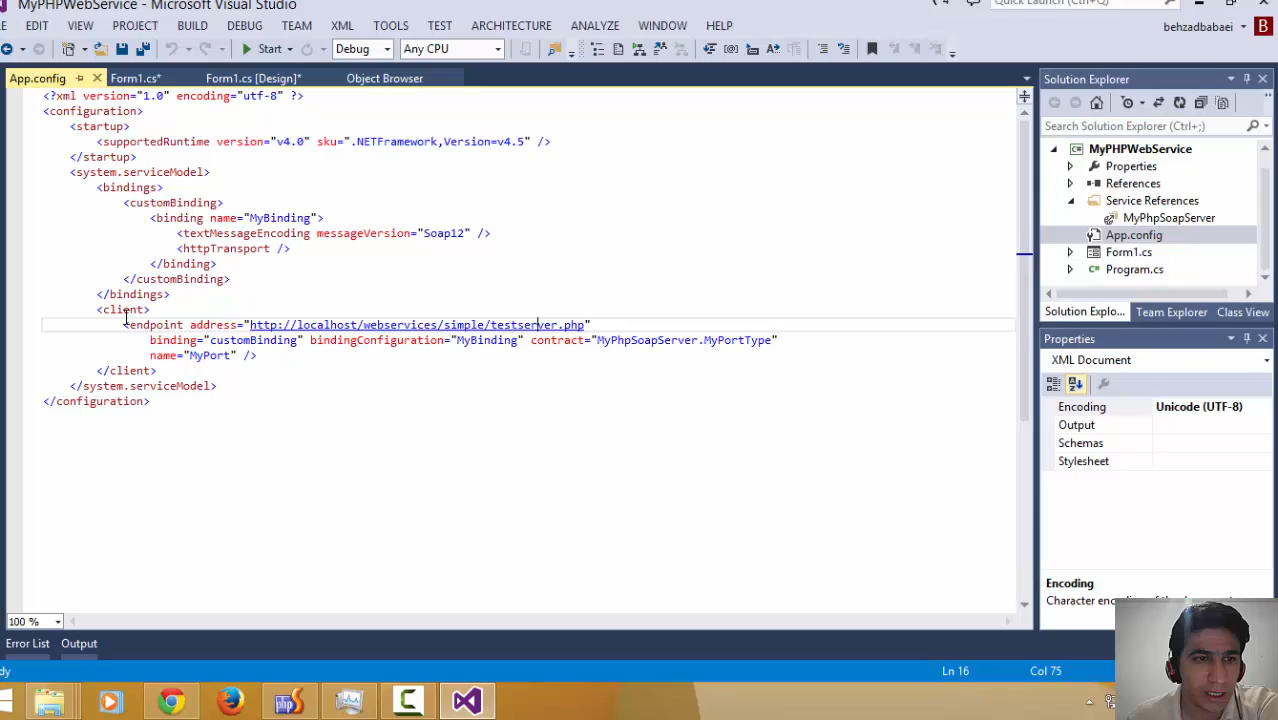 MyPHPWebService - Microsoft Visual Studio
4
Quick Launch (Ctrl+Q)
EDIT VIEW PROJECT BUILD DEBUG TEAM XML TOOLS TEST ARCHITECTURE ANALYZE WINDOW HELP
behzadbabaei B
Start Debug Any CPU
App.config Form1.cs* Form1.cs [Design]* Object Browser
<?xml version="1.0" encoding="utf-8" ?>
<configuration>
<startup>
<supportedRuntime version="v4.0" sku=".NETFramework,Version=v4.5" />
</startup>
<system.serviceModel>
<bindings>
<customBinding>
<binding name="MyBinding">
<textMessageEncoding messageVersion="Soap12" />
<httpTransport />
</binding>
</customBinding>
</bindings>
<client>
<endpoint address="http://localhost/webservices/simple/testserver.php"
binding="customBinding" bindingConfiguration="MyBinding" contract="MyPhpSoapServer.MyPortType"
name="MyPort" />
</client>
</system.serviceModel>
</configuration>
100 %
Solution Explorer
Search Solution Explorer (Ctrl+;)
MyPHPWebService
Properties
References
Service References
MyPhpSoapServer
App.config
Form1.cs
Program.cs
Solution Explo... Team Explorer Class View
Properties
XML Document
Encoding Unicode (UTF-8)
Output
Schemas
Stylesheet
Encoding
Error List Output
Ln 16 Col 75